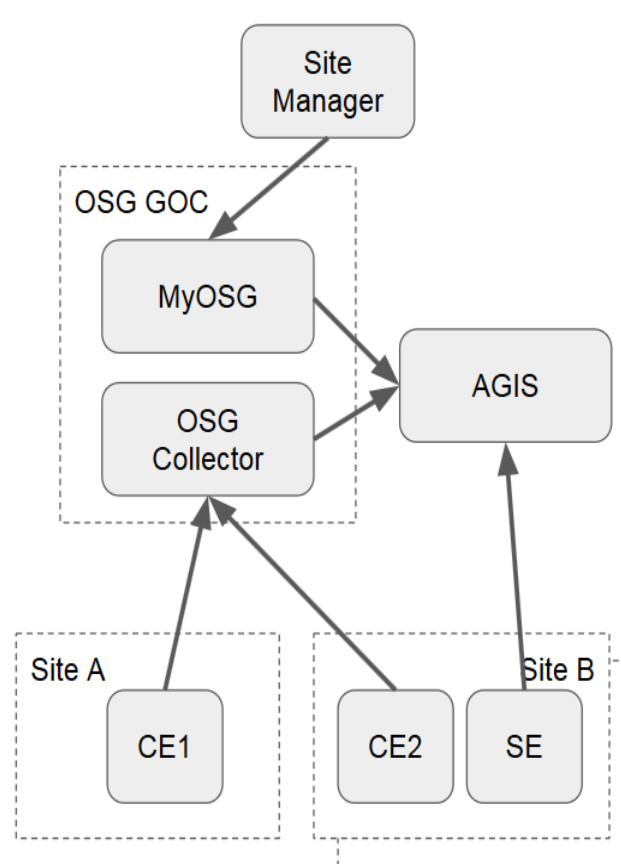 Site
Manager
OSG GOC
MyOSG
AGIS
OSG
Collector
Site A
Site B
CE1
CE2
SE